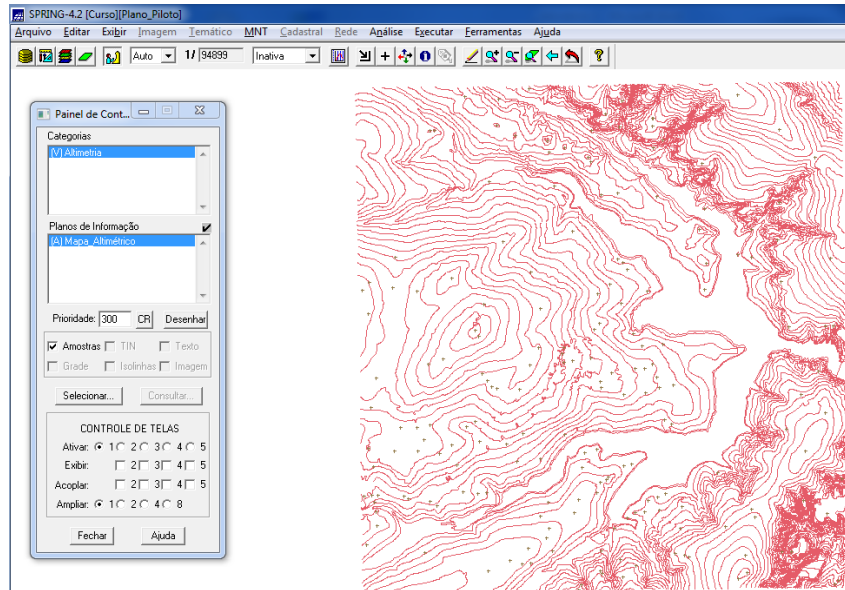 SPRING-4.2 [Curso][Plano_Piloto]
Arquivo Editar Exibir Imagem Temático MNT Cadastral Rede Análise Executar Ferramentas Ajuda
Auto 1/ 94899 Inativa
Painel de Cont...
Categorias
[V] Altimetria
Planos de Informação
[A] Mapa_Altimétrico
Prioridade: 300 CR Desenhar
Amostras TIN Texto
Grade Isolinhas Imagem
Selecionar... Consultar...
CONTROLE DE TELAS
Ativar: 1 2 3 4 5
Exibir: 2 3 4 5
Acoplar: 2 3 4 5
Ampliar: 1 2 4 8
Fechar Ajuda